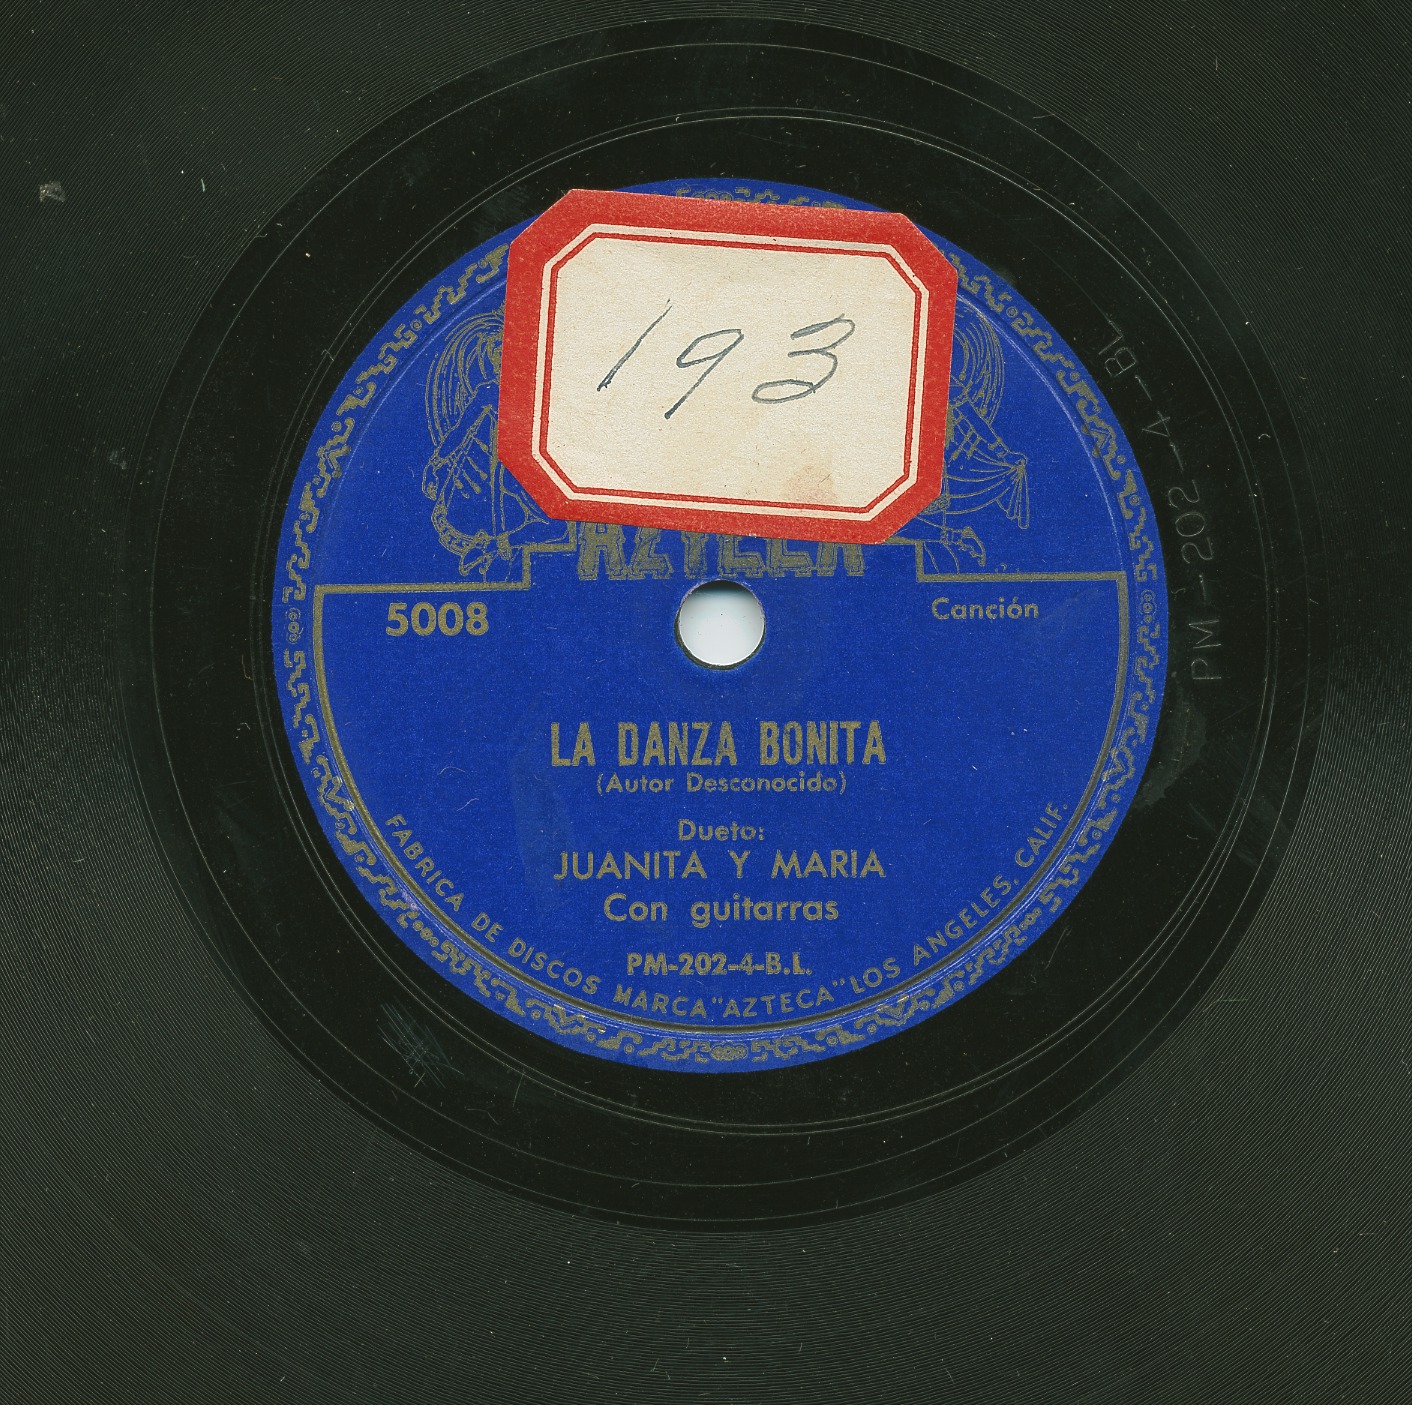 193
AZTECA
5008
Canción
LA DANZA BONITA
(Autor Desconocido)
Dueto:
JUANITA Y MARIA
Con guitarras
PM-202-4-B.L.
FABRICA DE DISCOS MARCA "AZTECA" LOS ANGELES, CALIF.
PM-202-4-BL